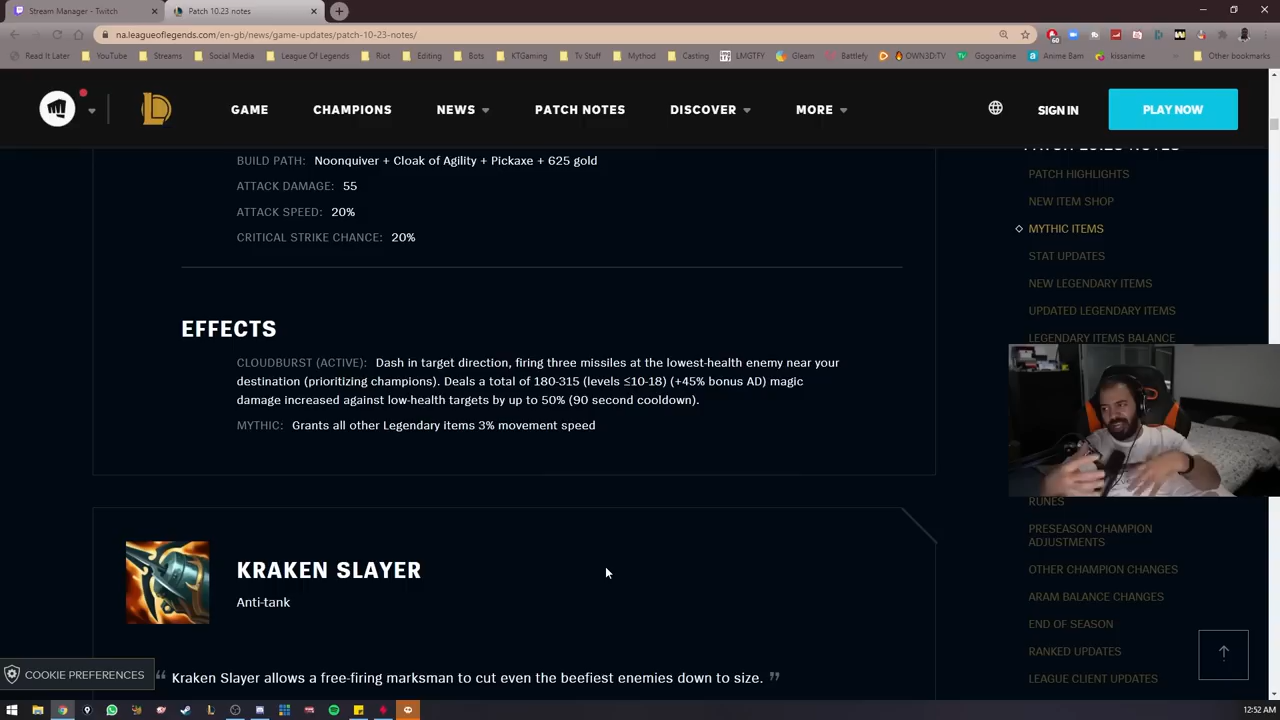 Stream Manager - Twitch
Patch 10.23 notes
na.leagueoflegends.com/en-gb/news/game-updates/patch-10-23-notes/
Read It Later YouTube Streams Social Media League Of Legends Riot Editing Bots KTGaming Tv Stuff Mythod Casting LMGTFY Gleam Battlefy OWN3D.TV Gogoanime Anime Bam kissanime Other bookmarks
GAME CHAMPIONS NEWS PATCH NOTES DISCOVER MORE SIGN IN PLAY NOW
BUILD PATH: Noonquiver + Cloak of Agility + Pickaxe + 625 gold
ATTACK DAMAGE: 55
ATTACK SPEED: 20%
CRITICAL STRIKE CHANCE: 20%
EFFECTS
CLOUDBURST (ACTIVE): Dash in target direction, firing three missiles at the lowest-health enemy near your
destination (prioritizing champions). Deals a total of 180-315 (levels ≤10-18) (+45% bonus AD) magic
damage increased against low-health targets by up to 50% (90 second cooldown).
MYTHIC: Grants all other Legendary items 3% movement speed
KRAKEN SLAYER
Anti-tank
“ Kraken Slayer allows a free-firing marksman to cut even the beefiest enemies down to size. ”
COOKIE PREFERENCES
PATCH 10.23 NOTES
PATCH HIGHLIGHTS
NEW ITEM SHOP
MYTHIC ITEMS
STAT UPDATES
NEW LEGENDARY ITEMS
UPDATED LEGENDARY ITEMS
LEGENDARY ITEMS BALANCE
RUNES
PRESEASON CHAMPION
ADJUSTMENTS
OTHER CHAMPION CHANGES
ARAM BALANCE CHANGES
END OF SEASON
RANKED UPDATES
LEAGUE CLIENT UPDATES
12:52 AM